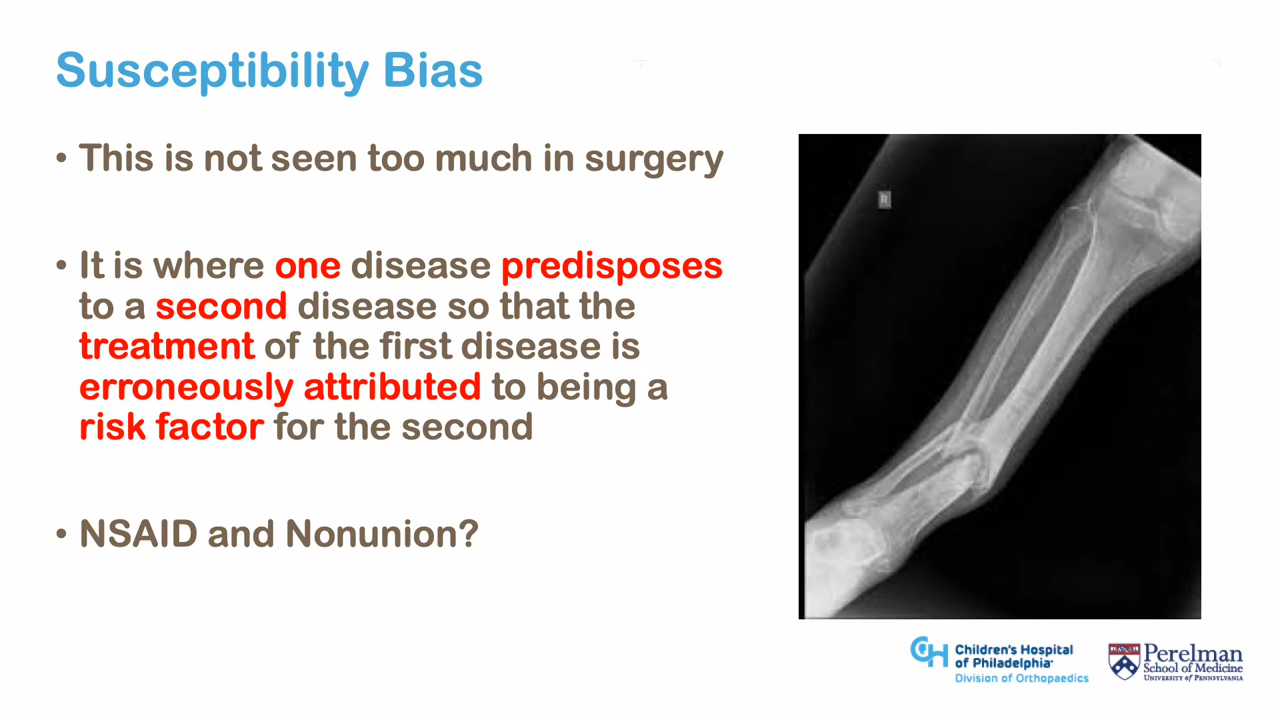 Susceptibility Bias
• This is not seen too much in surgery
• It is where one disease predisposes
to a second disease so that the
treatment of the first disease is
erroneously attributed to being a
risk factor for the second
• NSAID and Nonunion?
R
Children's Hospital
of Philadelphia
Division of Orthopaedics
Perelman
School of Medicine
University of Pennsylvania